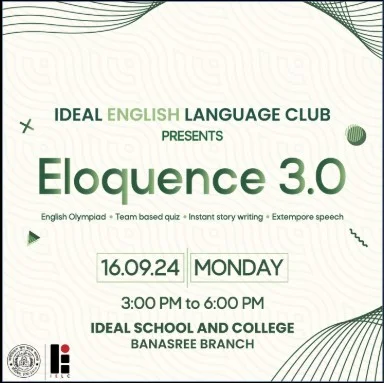 IDEAL ENGLISH LANGUAGE CLUB
PRESENTS
Eloquence 3.0
English Olympiad • Team based quiz • Instant story writing • Extempore speech
16.09.24 MONDAY
3:00 PM to 6:00 PM
IDEAL SCHOOL AND COLLEGE
BANASREE BRANCH
IELC